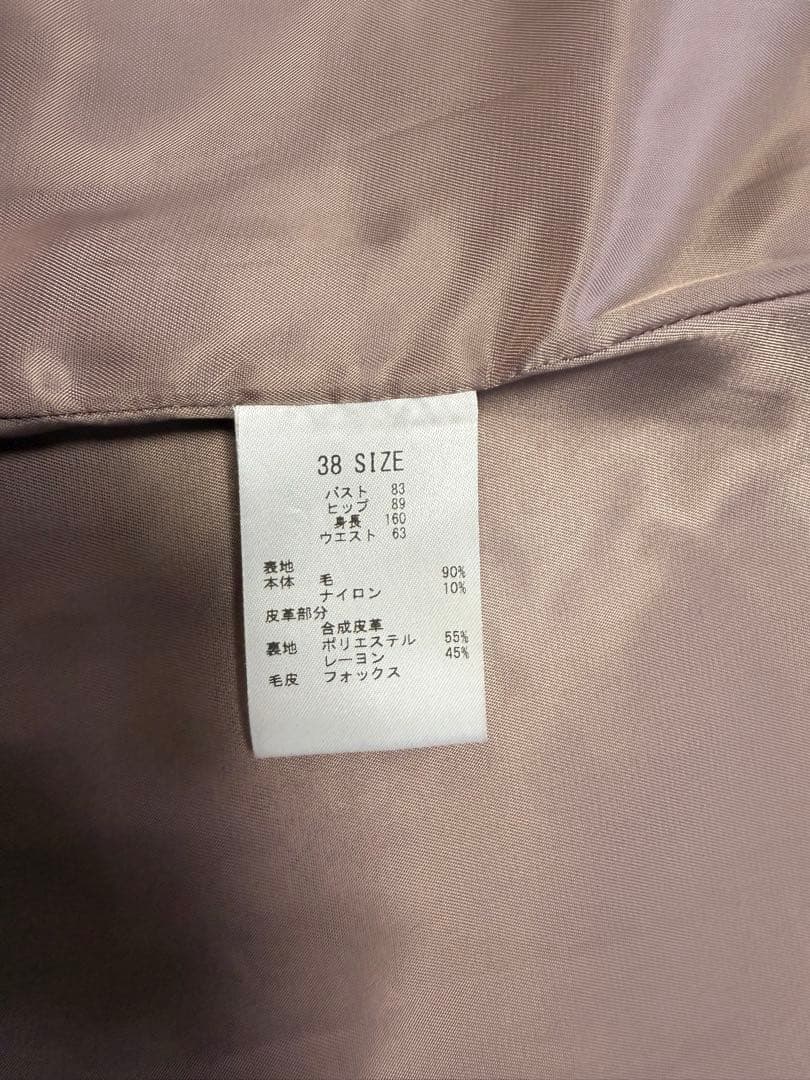 38 SIZE
バスト 83
ヒップ 89
身長 160
ウエスト 63
表地
本体 毛 90%
ナイロン 10%
皮革部分
合成皮革
裏地 ポリエステル 55%
レーヨン 45%
毛皮 フォックス